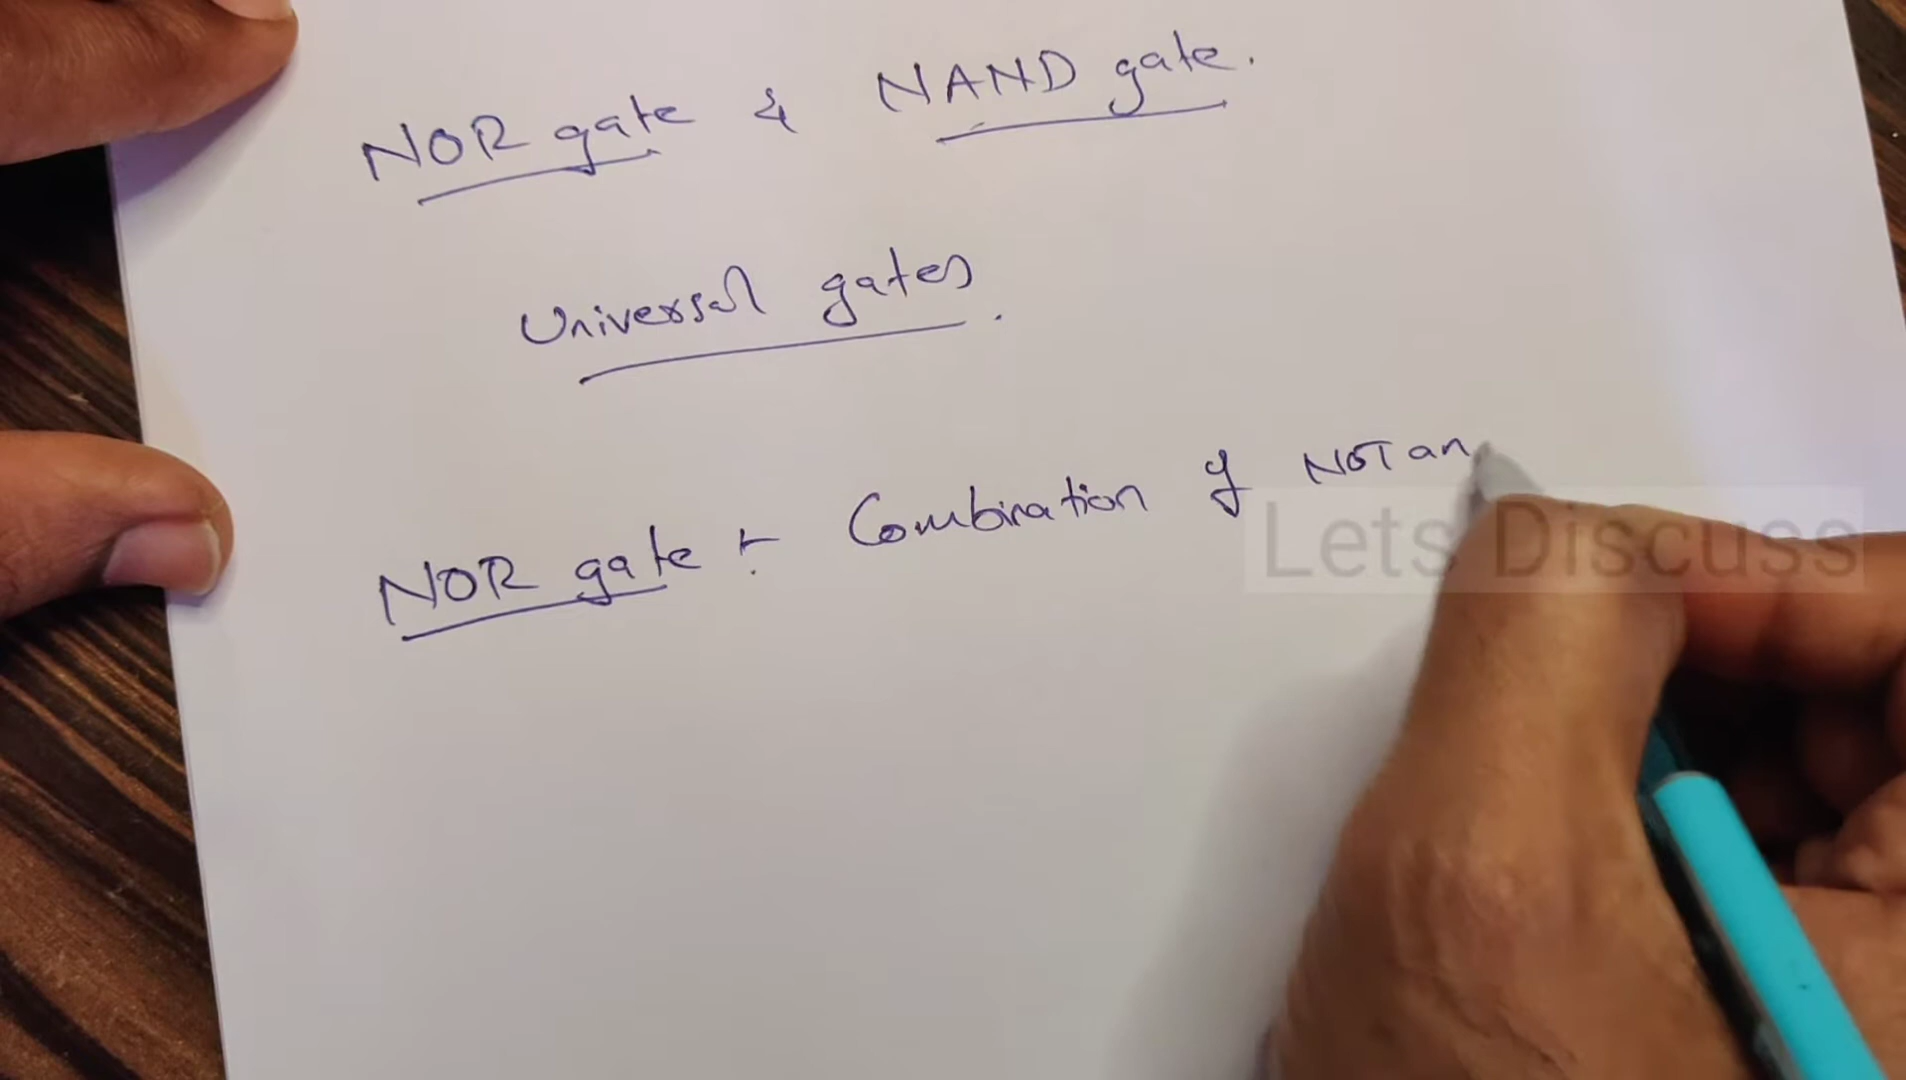 NOR gate & NAND gate.
Universal gates.
NOR gate :- Combination of NOT an
Lets Discuss